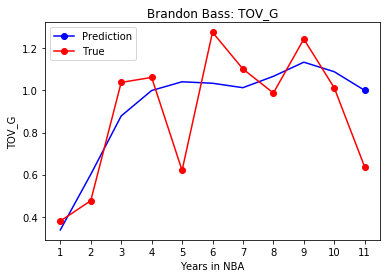 Brandon Bass: TOV_G
Prediction
True
1.2
1.0
0.8
0.6
0.4
TOV_G
1 2 3 4 5 6 7 8 9 10 11
Years in NBA